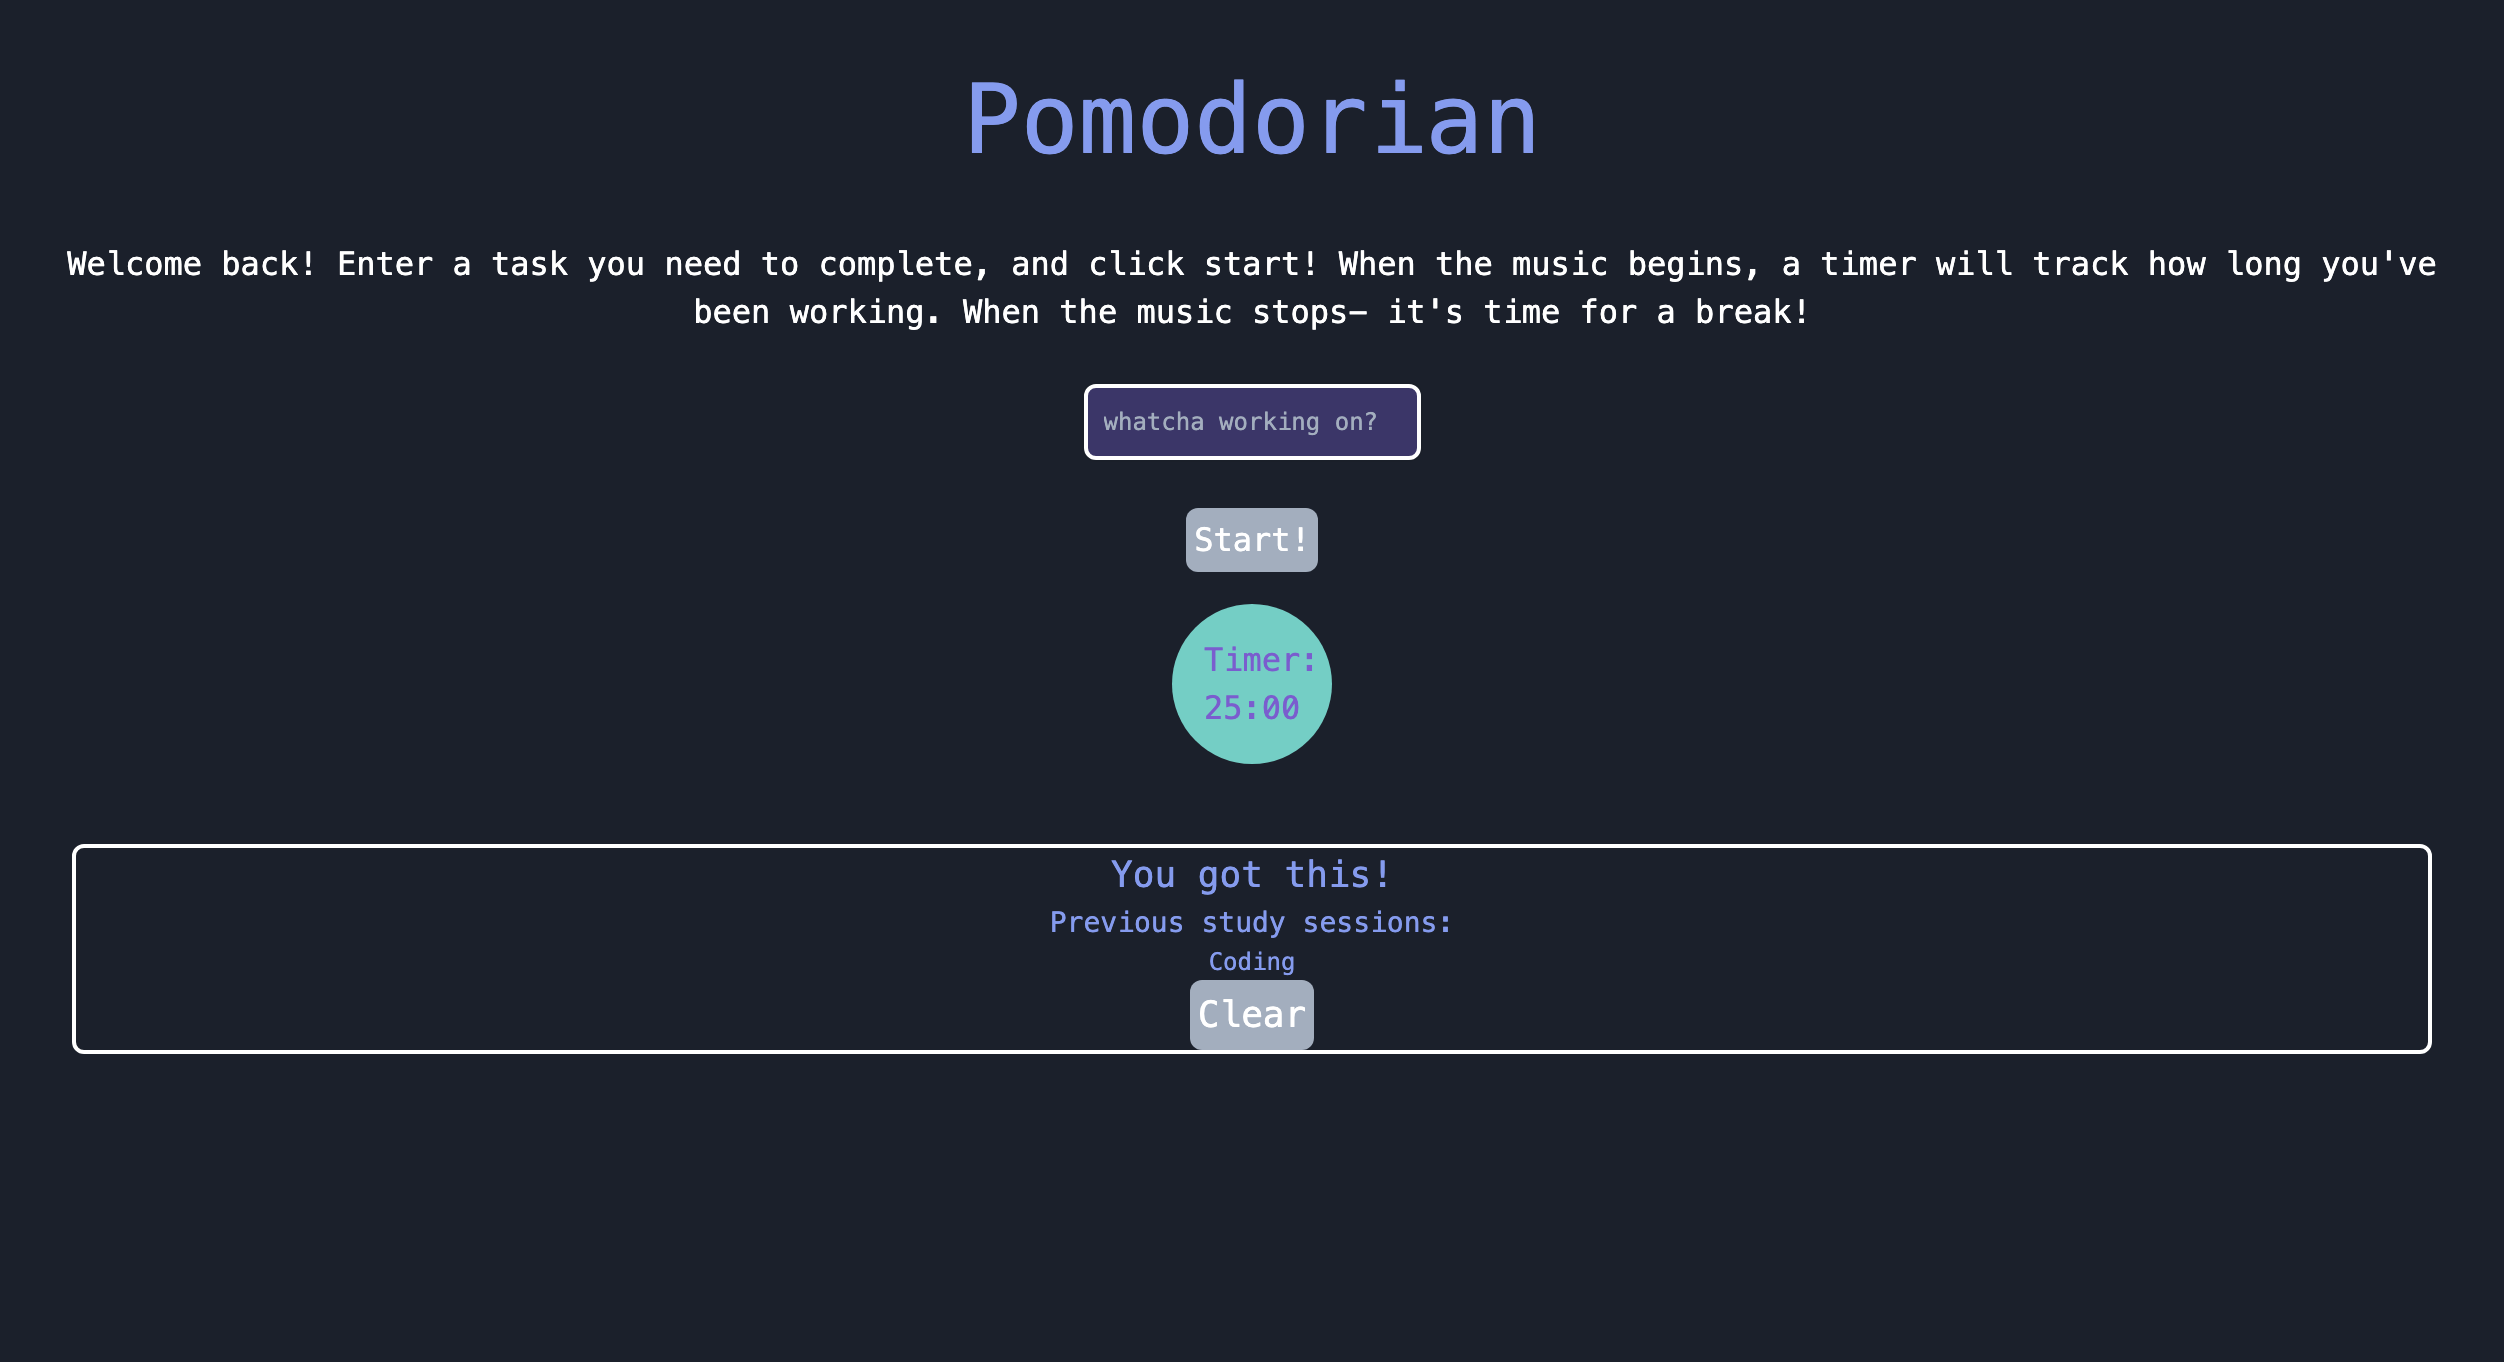 Pomodorian
Welcome back! Enter a task you need to complete, and click start! When the music begins, a timer will track how long you've
been working. When the music stops— it's time for a break!
whatcha working on?
Start!
Timer:
25:00
You got this!
Previous study sessions:
Coding
Clear